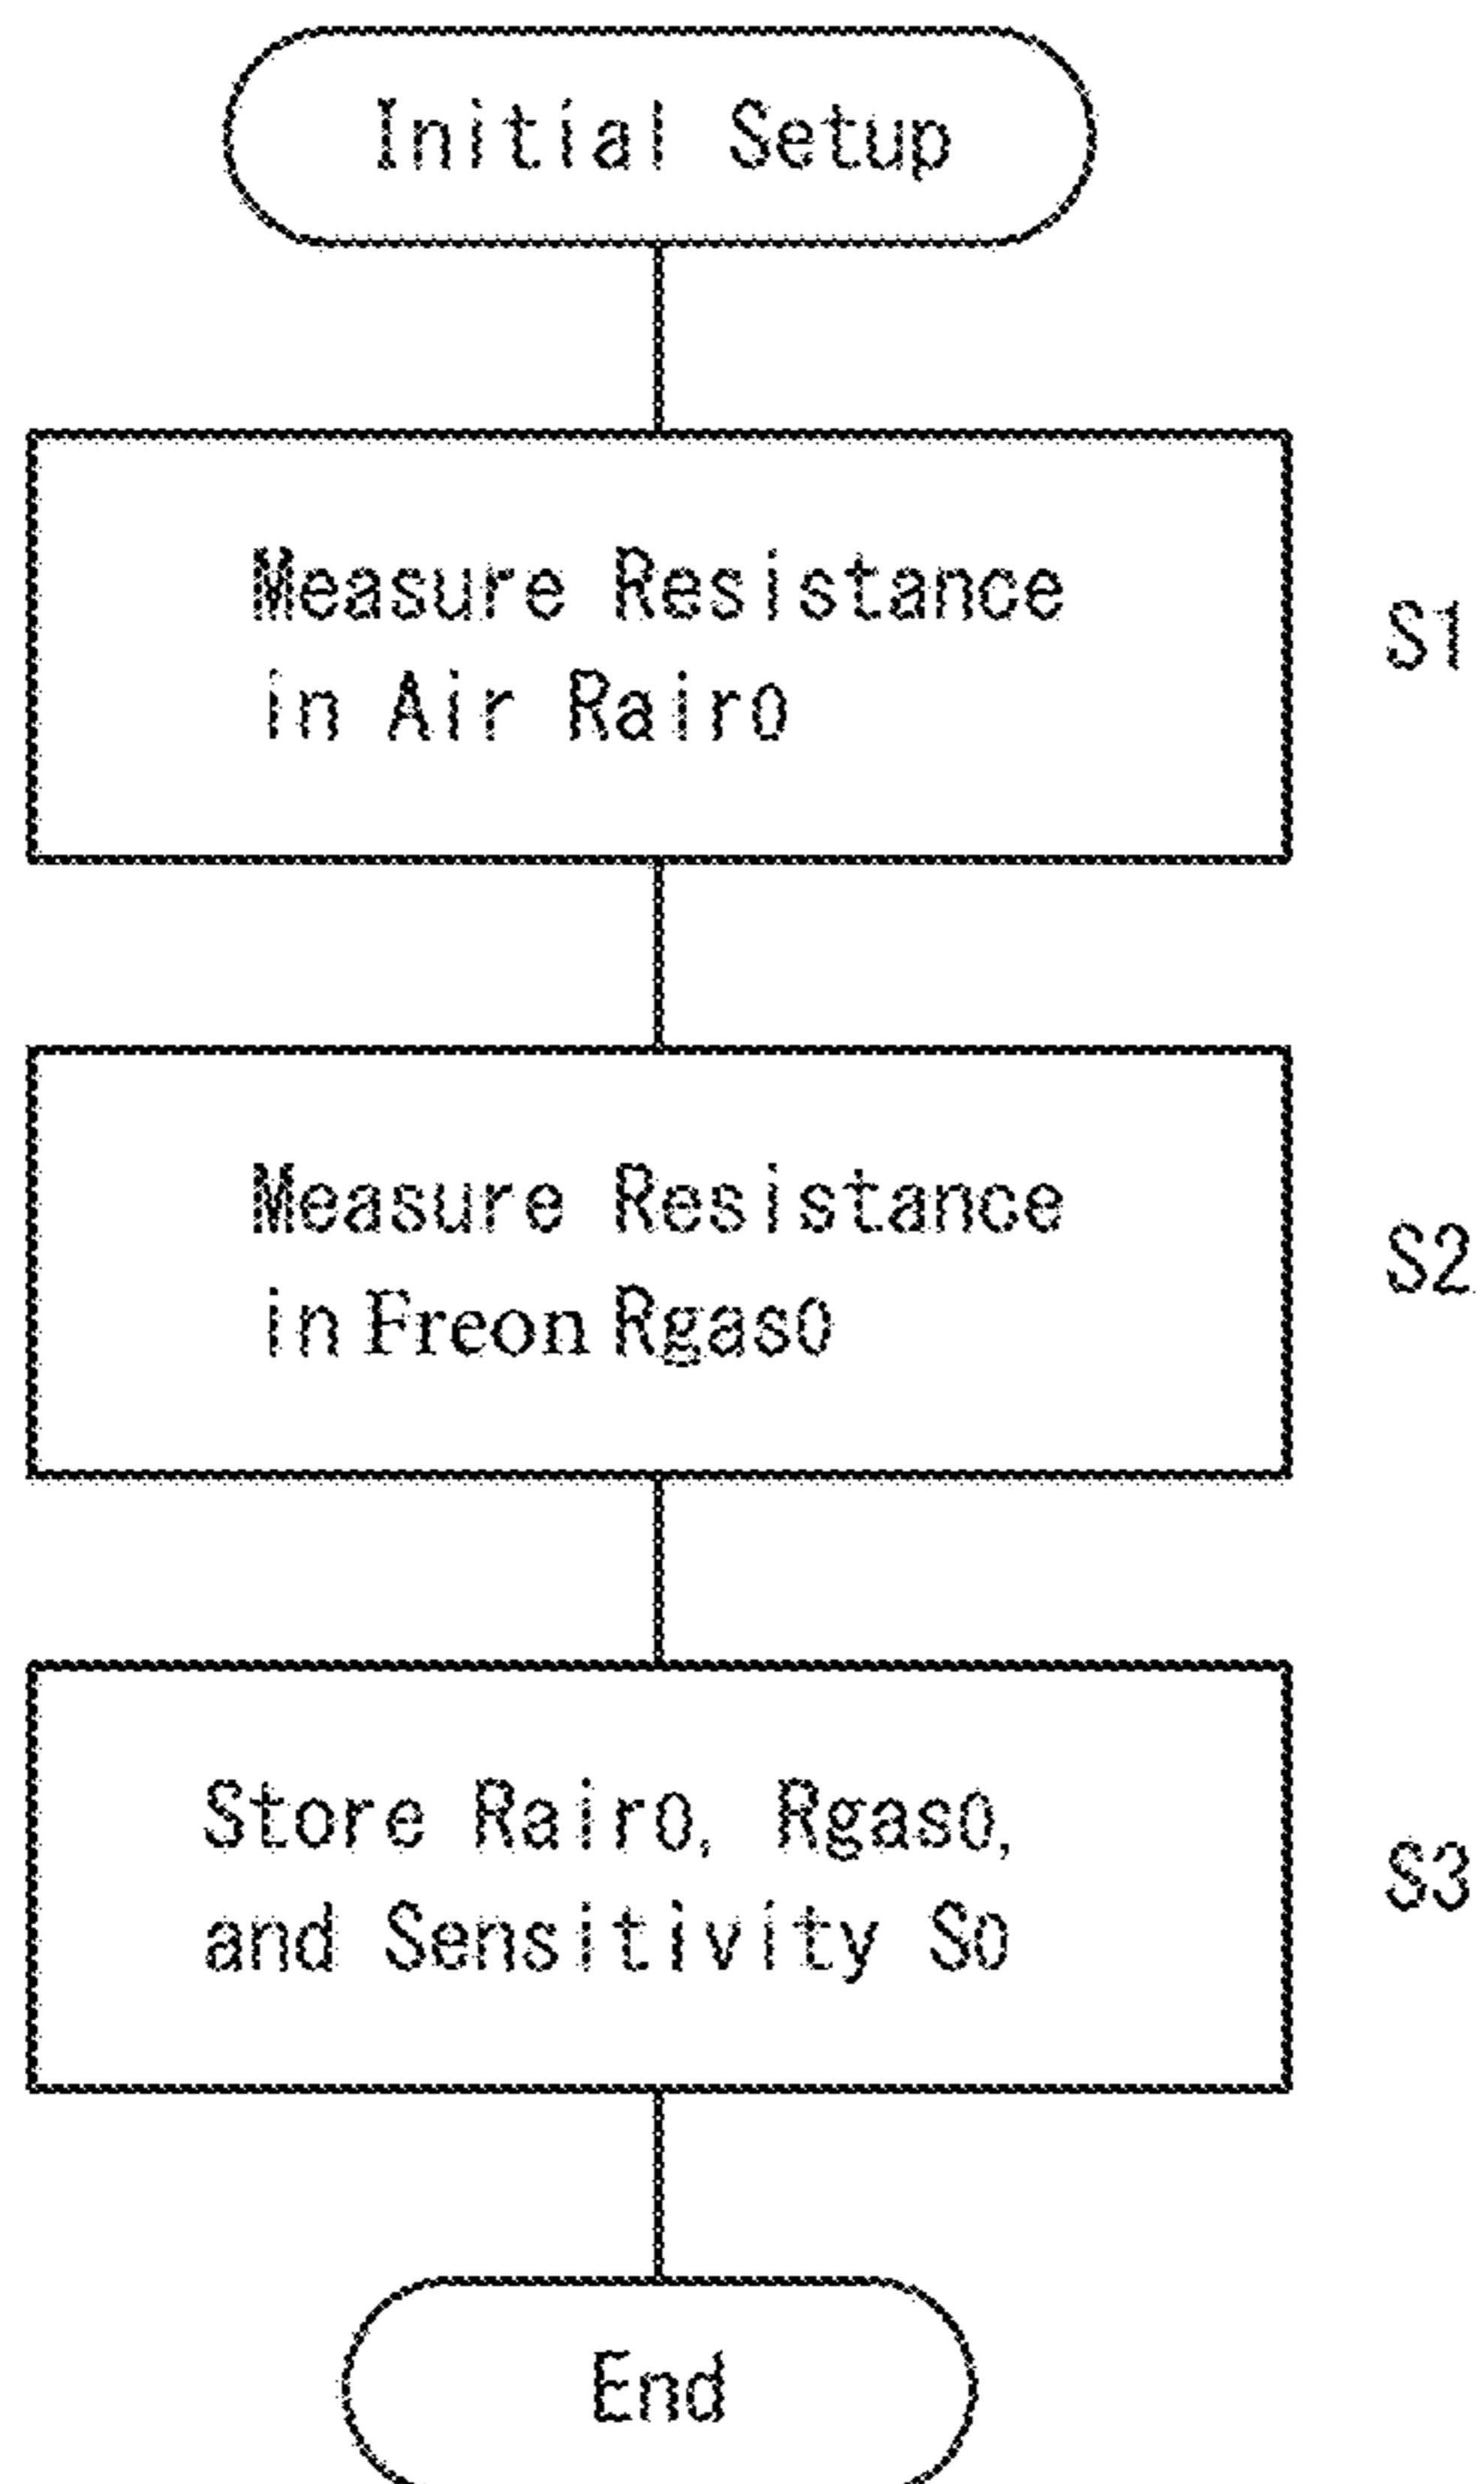 Initial Setup
Measure Resistance
in Air Rair0
S1
Measure Resistance
in Freon Rgas0
S2
Store Rair0, Rgas0,
and Sensitivity S0
S3
End